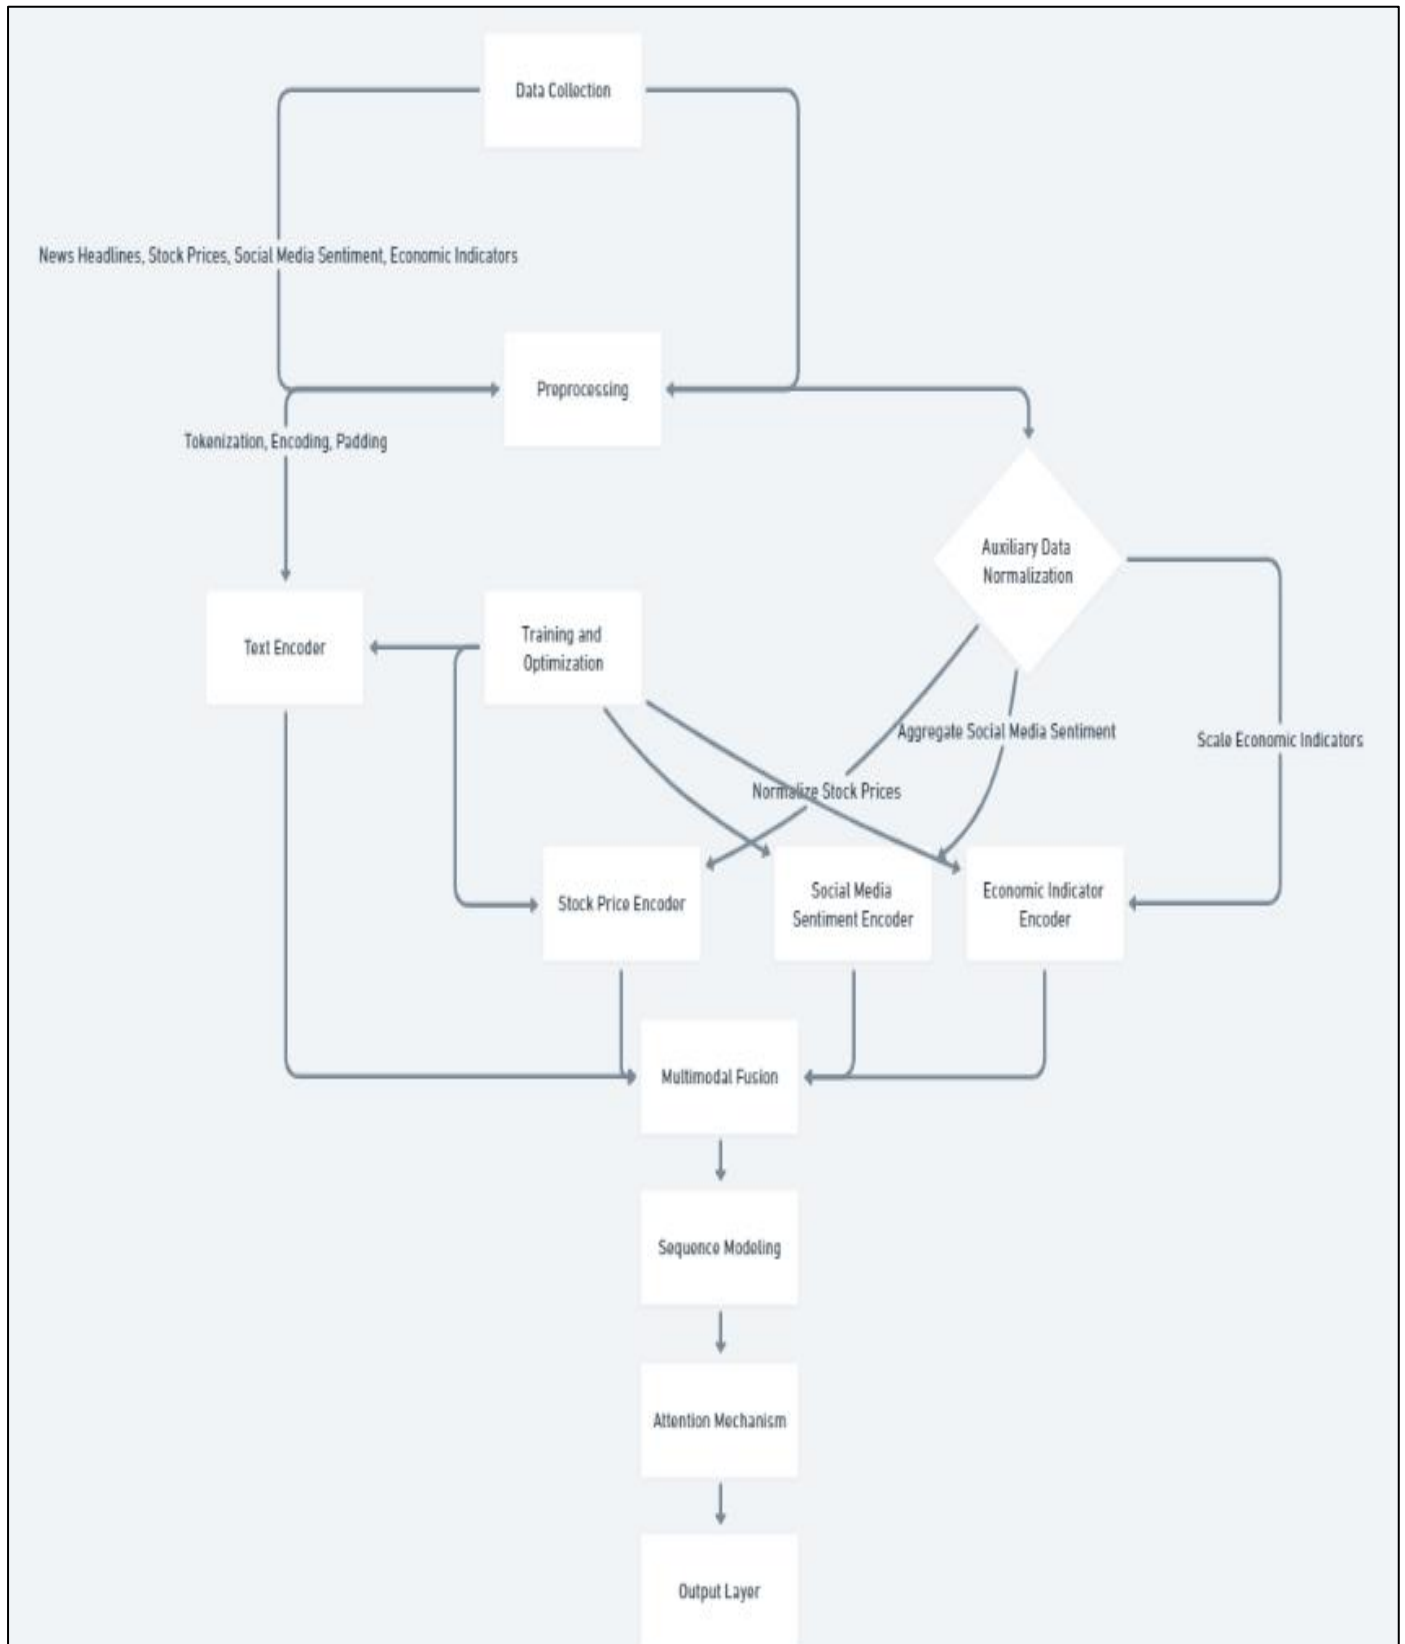 Data Collection
News Headlines, Stock Prices, Social Media Sentiment, Economic Indicators
Preprocessing
Tokenization, Encoding, Padding
Auxiliary Data
Normalization
Text Encoder
Training and
Optimization
Aggregate Social Media Sentiment
Scale Economic Indicators
Normalize Stock Prices
Stock Price Encoder
Social Media
Sentiment Encoder
Economic Indicator
Encoder
Multimodal Fusion
Sequence Modeling
Attention Mechanism
Output Layer